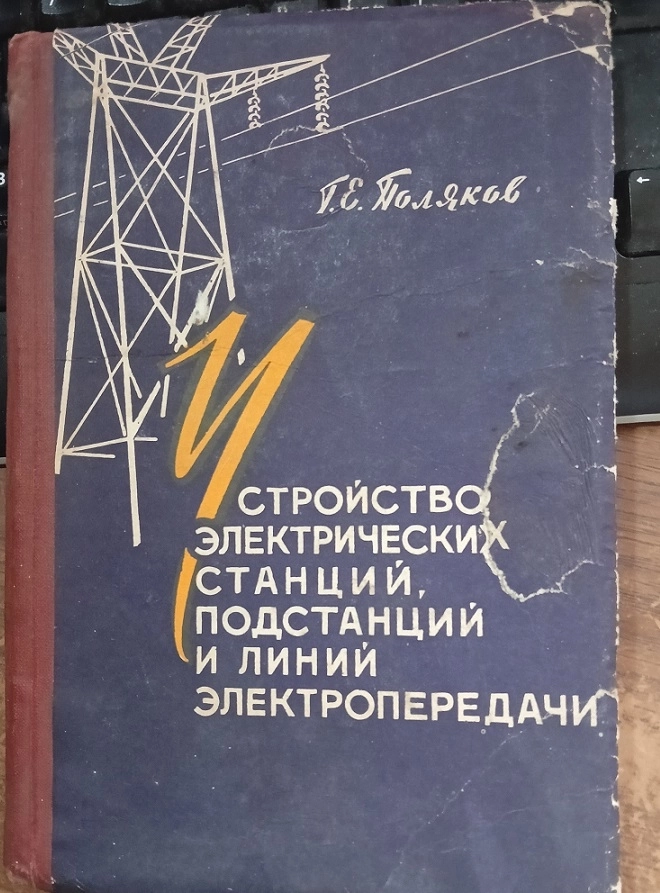 Г.Е. Поляков
УСТРОЙСТВО
ЭЛЕКТРИЧЕСКИХ
СТАНЦИЙ,
ПОДСТАНЦИЙ
И ЛИНИЙ
ЭЛЕКТРОПЕРЕДАЧИ